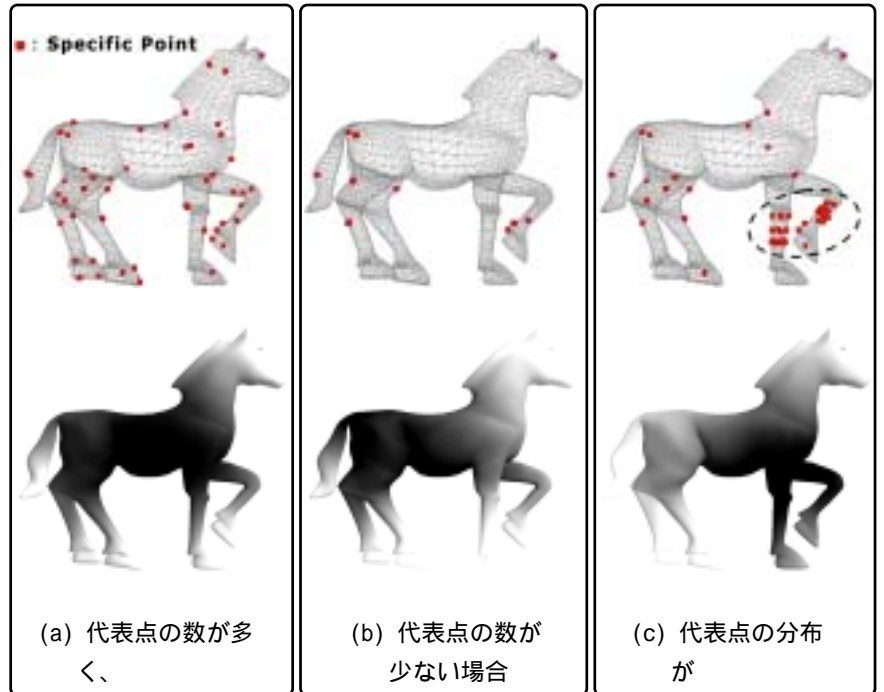 : Specific Point
(a) 代表点の数が多
く、
(b) 代表点の数が
少ない場合
(c) 代表点の分布
が